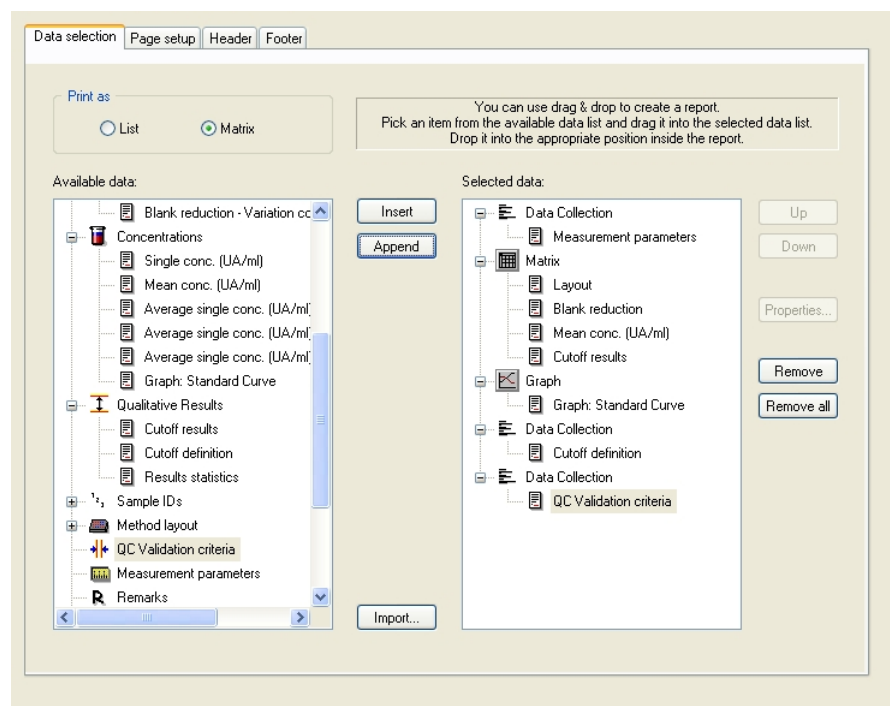 Data selection
Page setup
Header
Footer
Print as
List
Matrix
You can use drag & drop to create a report.
Pick an item from the available data list and drag it into the selected data list.
Drop it into the appropriate position inside the report.
Available data:
Blank reduction - Variation cc
Concentrations
Single conc. (UA/ml)
Mean conc. (UA/ml)
Average single conc. (UA/ml
Average single conc. (UA/ml
Average single conc. (UA/ml
Graph: Standard Curve
Qualitative Results
Cutoff results
Cutoff definition
Results statistics
Sample IDs
Method layout
QC Validation criteria
Measurement parameters
Remarks
Insert
Append
Import...
Selected data:
Data Collection
Measurement parameters
Matrix
Layout
Blank reduction
Mean conc. (UA/ml)
Cutoff results
Graph
Graph: Standard Curve
Data Collection
Cutoff definition
Data Collection
QC Validation criteria
Up
Down
Properties...
Remove
Remove all